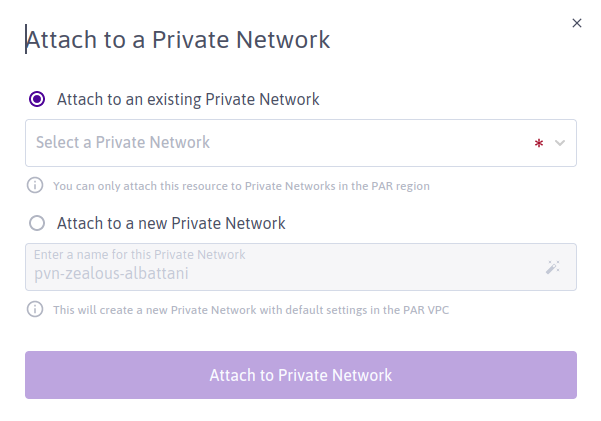 Attach to a Private Network
Attach to an existing Private Network
Select a Private Network *
You can only attach this resource to Private Networks in the PAR region
Attach to a new Private Network
Enter a name for this Private Network
pvn-zealous-albattani
This will create a new Private Network with default settings in the PAR VPC
Attach to Private Network